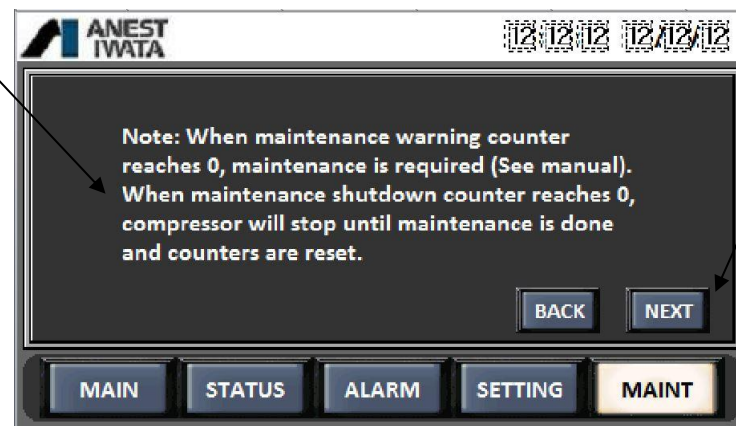 ANEST
IWATA
12:12:12 12/12/12
Note: When maintenance warning counter
reaches 0, maintenance is required (See manual).
When maintenance shutdown counter reaches 0,
compressor will stop until maintenance is done
and counters are reset.
BACK NEXT
MAIN STATUS ALARM SETTING MAINT